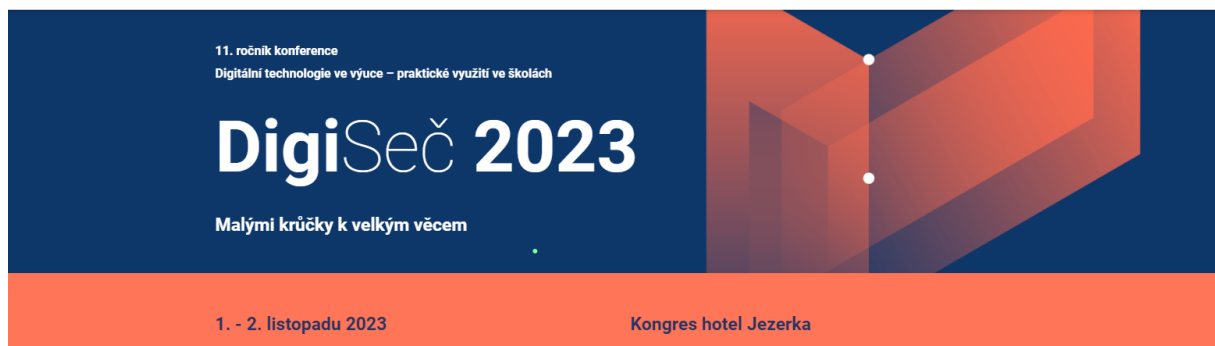 11. ročník konference
Digitální technologie ve výuce – praktické využití ve školách
DigiSeč 2023
Malými krůčky k velkým věcem
1. - 2. listopadu 2023
Kongres hotel Jezerka